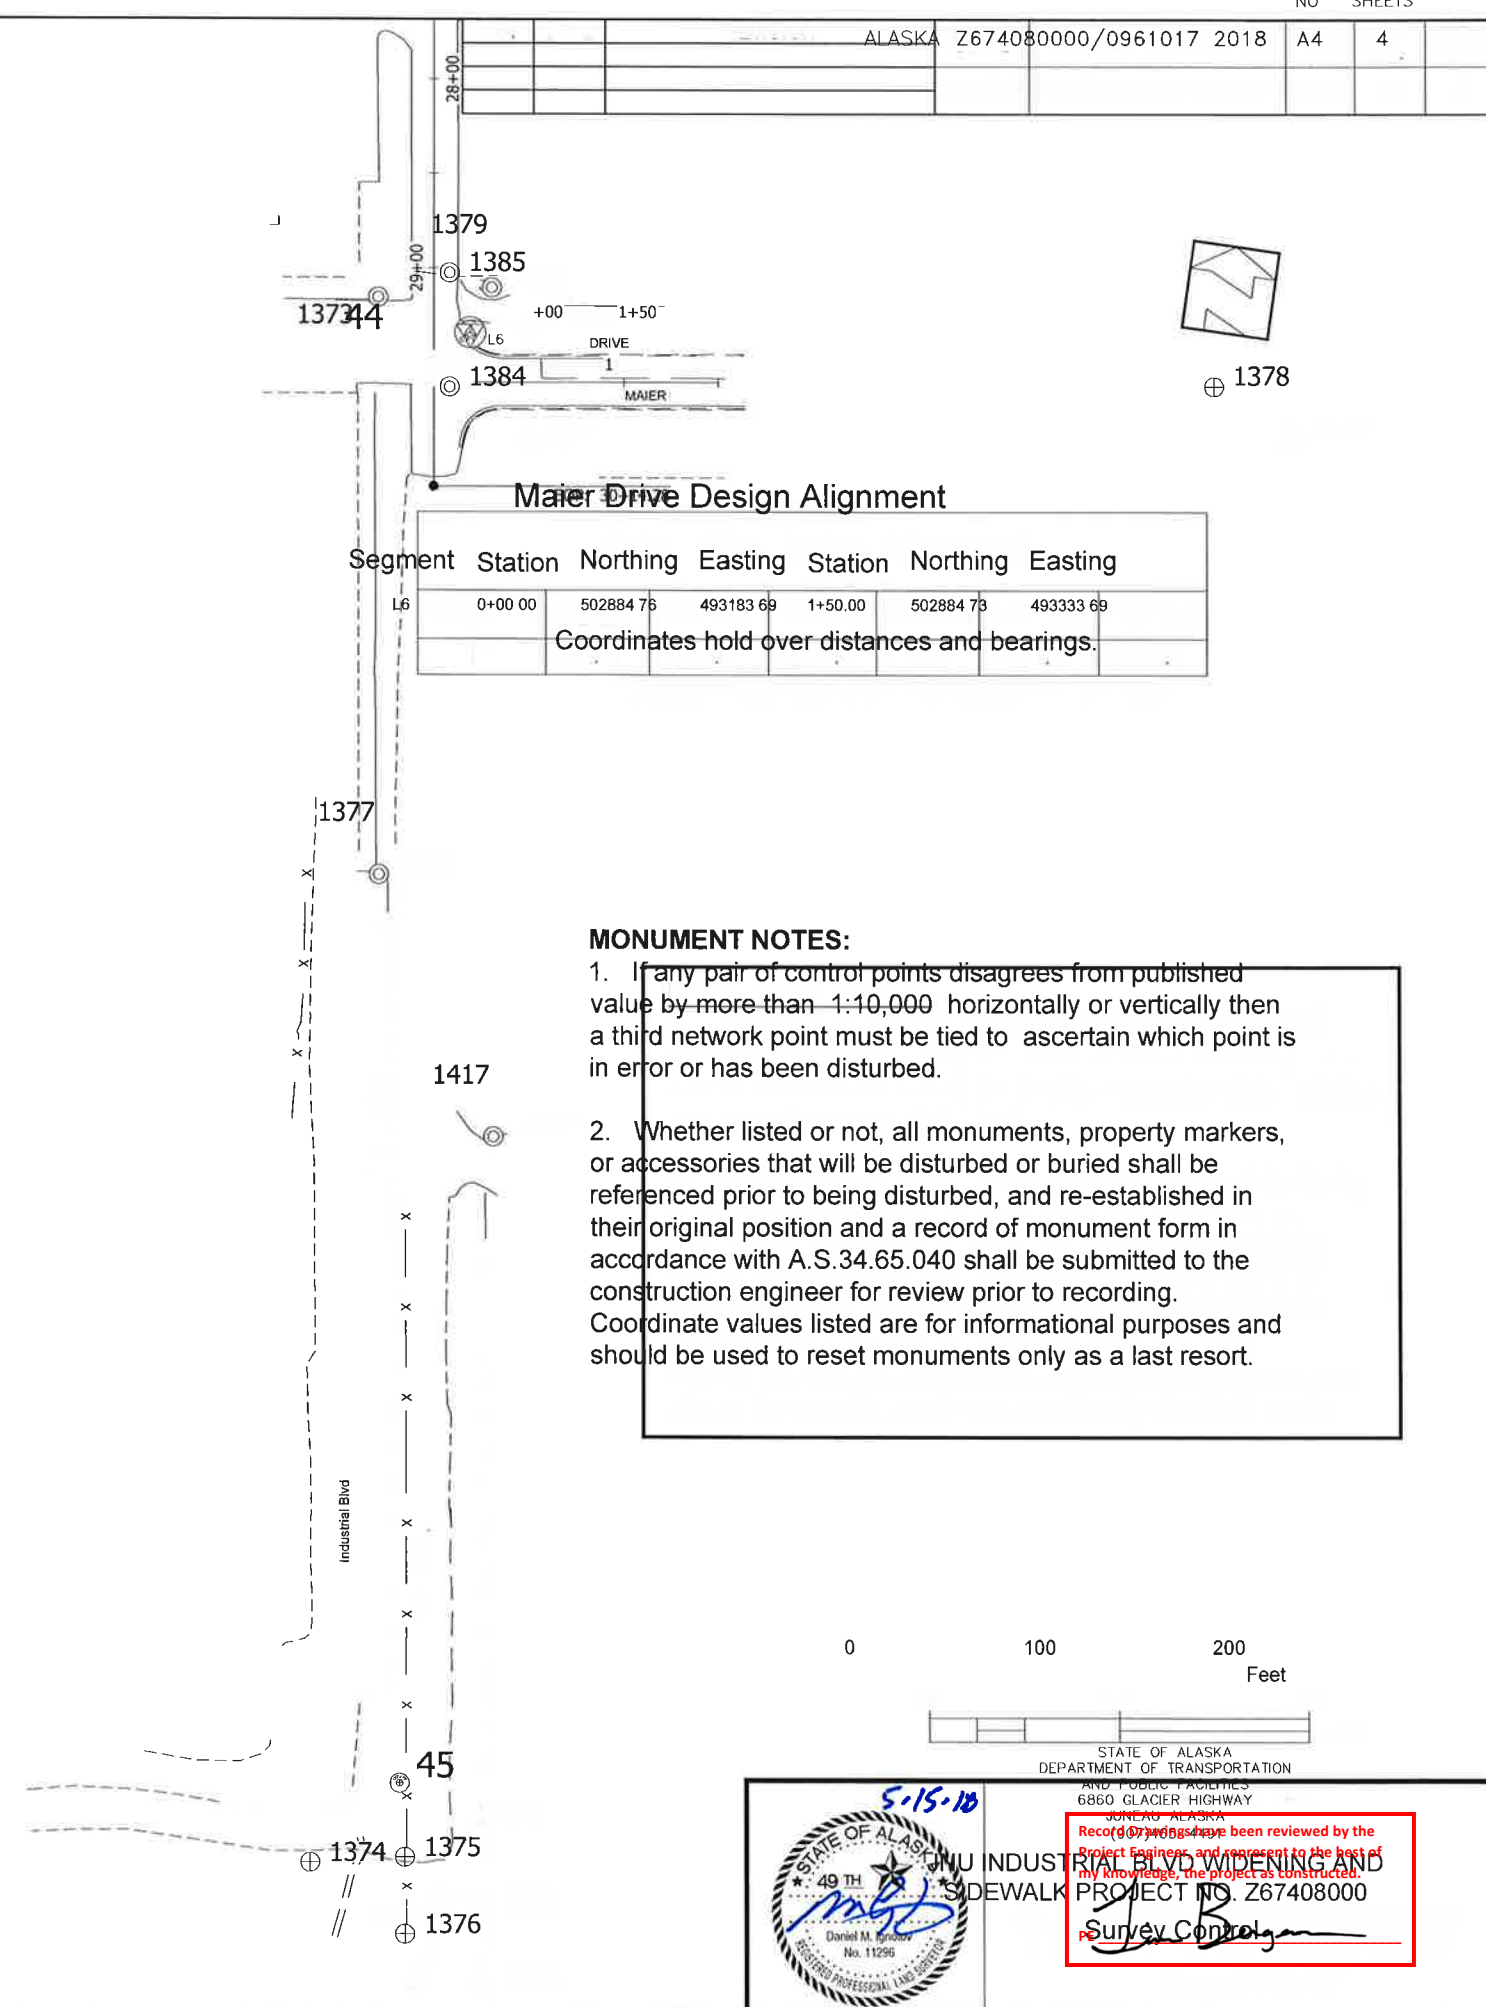 NO SHEETS
ALASKA Z674080000/0961017 2018 A4 4
28+00
1379
29+00
1385
1373
44
+00 1+50
L6
DRIVE
1
1384
MAIER
1378
Maier Drive Design Alignment
Segment Station Northing Easting Station Northing Easting
L6 0+00 00 502884 76 493183 69 1+50.00 502884 73 493333 69
Coordinates hold over distances and bearings.
1377
MONUMENT NOTES:
1. If any pair of control points disagrees from published
value by more than 1:10,000 horizontally or vertically then
a third network point must be tied to ascertain which point is
in error or has been disturbed.
1417
2. Whether listed or not, all monuments, property markers,
or accessories that will be disturbed or buried shall be
referenced prior to being disturbed, and re-established in
their original position and a record of monument form in
accordance with A.S.34.65.040 shall be submitted to the
construction engineer for review prior to recording.
Coordinate values listed are for informational purposes and
should be used to reset monuments only as a last resort.
Industrial Blvd
0 100 200
Feet
45
1374
1375
1376
STATE OF ALASKA
DEPARTMENT OF TRANSPORTATION
AND PUBLIC FACILITIES
6860 GLACIER HIGHWAY
JUNEAU ALASKA
5.15.18
Record Drawings have been reviewed by the
Project Engineer, and represent to the best of
my knowledge, the project as constructed.
PE
JNU INDUSTRIAL BLVD WIDENING AND
SIDEWALK PROJECT NO. Z67408000
Survey Control
STATE OF ALASKA
49 TH
Daniel M.
No. 11296
REGISTERED PROFESSIONAL LAND SURVEYOR